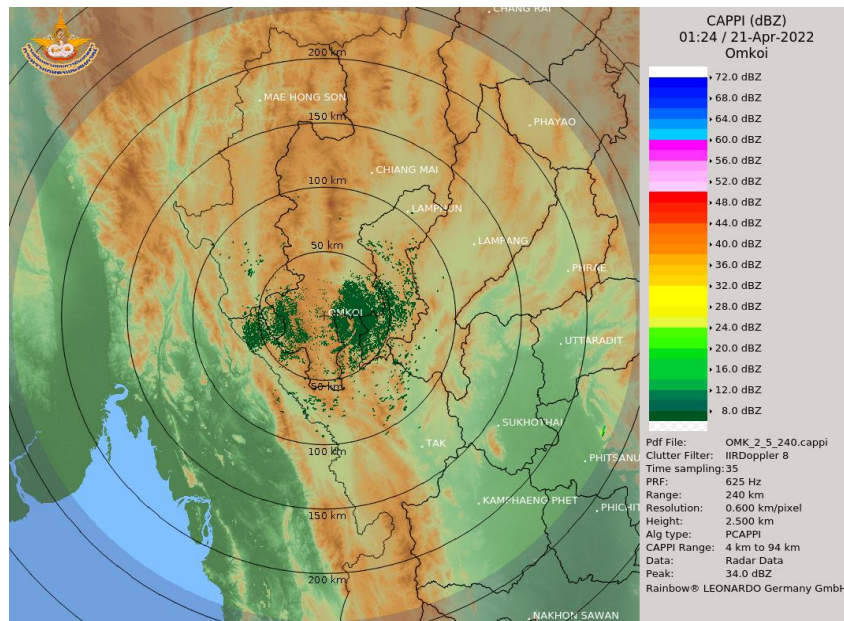 CHANG RAI
200 km
MAE HONG SON
150 km
PHAYAO
CHIANG MAI
100 km
LAMPHUN
LAMPANG
50 km
PHRAE
OMKOI
UTTARADIT
50 km
SUKHOTHAI
TAK
100 km
PHITSANU
KAMPHAENG PHET
PHICHIT
150 km
200 km
NAKHON SAWAN
CAPPI (dBZ)
01:24 / 21-Apr-2022
Omkoi
72.0 dBZ
68.0 dBZ
64.0 dBZ
60.0 dBZ
56.0 dBZ
52.0 dBZ
48.0 dBZ
44.0 dBZ
40.0 dBZ
36.0 dBZ
32.0 dBZ
28.0 dBZ
24.0 dBZ
20.0 dBZ
16.0 dBZ
12.0 dBZ
8.0 dBZ
Pdf File: OMK_2_5_240.cappi
Clutter Filter: IIRDoppler 8
Time sampling: 35
PRF: 625 Hz
Range: 240 km
Resolution: 0.600 km/pixel
Height: 2.500 km
Alg type: PCAPPI
CAPPI Range: 4 km to 94 km
Data: Radar Data
Peak: 34.0 dBZ
Rainbow® LEONARDO Germany GmbH